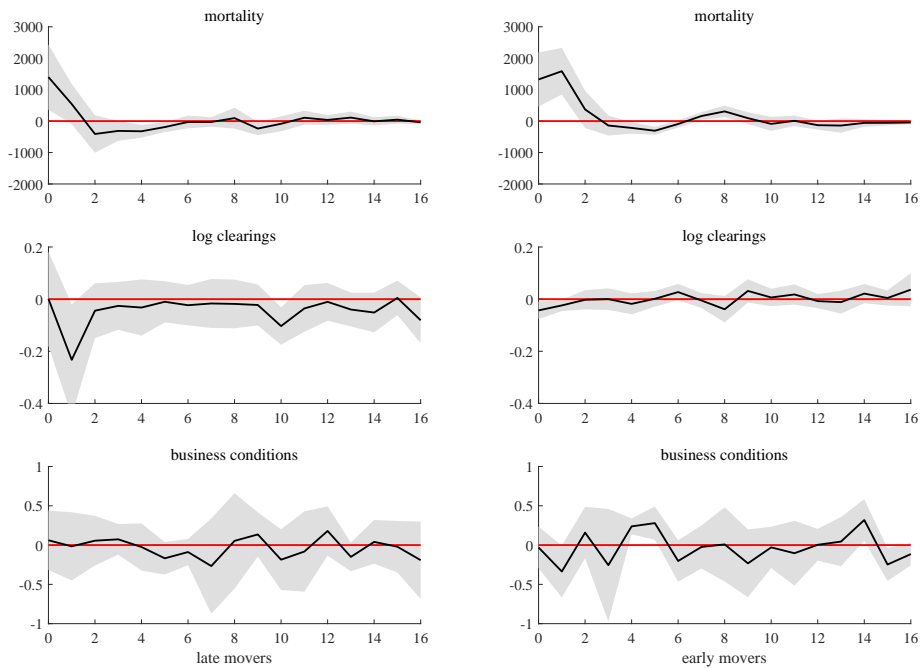 mortality
3000
2000
1000
0
-1000
-2000
0 2 4 6 8 10 12 14 16
mortality
3000
2000
1000
0
-1000
-2000
0 2 4 6 8 10 12 14 16
log clearings
0.2
0
-0.2
-0.4
0 2 4 6 8 10 12 14 16
log clearings
0.2
0
-0.2
-0.4
0 2 4 6 8 10 12 14 16
business conditions
1
0.5
0
-0.5
-1
0 2 4 6 8 10 12 14 16
late movers
business conditions
1
0.5
0
-0.5
-1
0 2 4 6 8 10 12 14 16
early movers